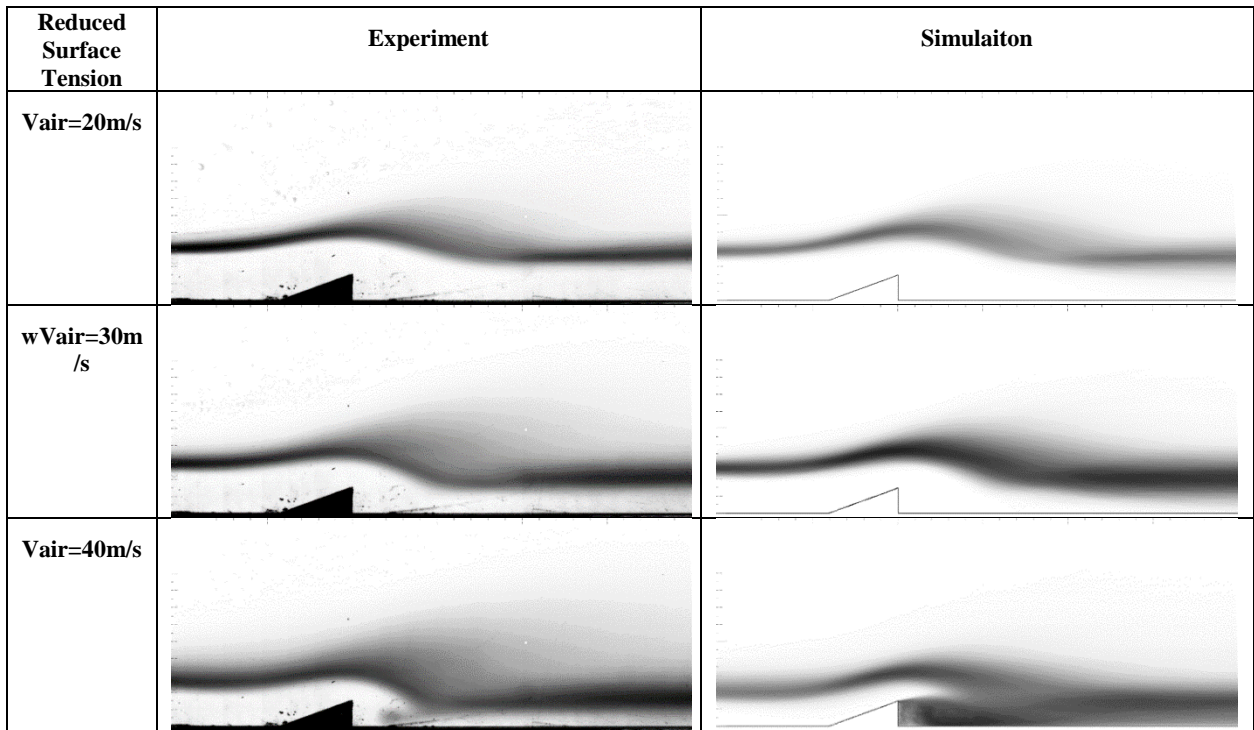 Reduced
Surface
Tension
Experiment
Simulaiton
Vair=20m/s
wVair=30m
/s
Vair=40m/s